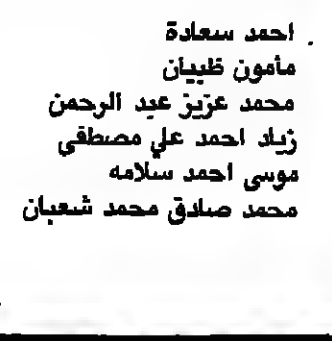 احمد سعادة
مأمون ظبيان
محمد عزيز عبد الرحمن
زياد احمد علي مصطفى
موسى احمد سلامه
محمد صادق محمد شعبان